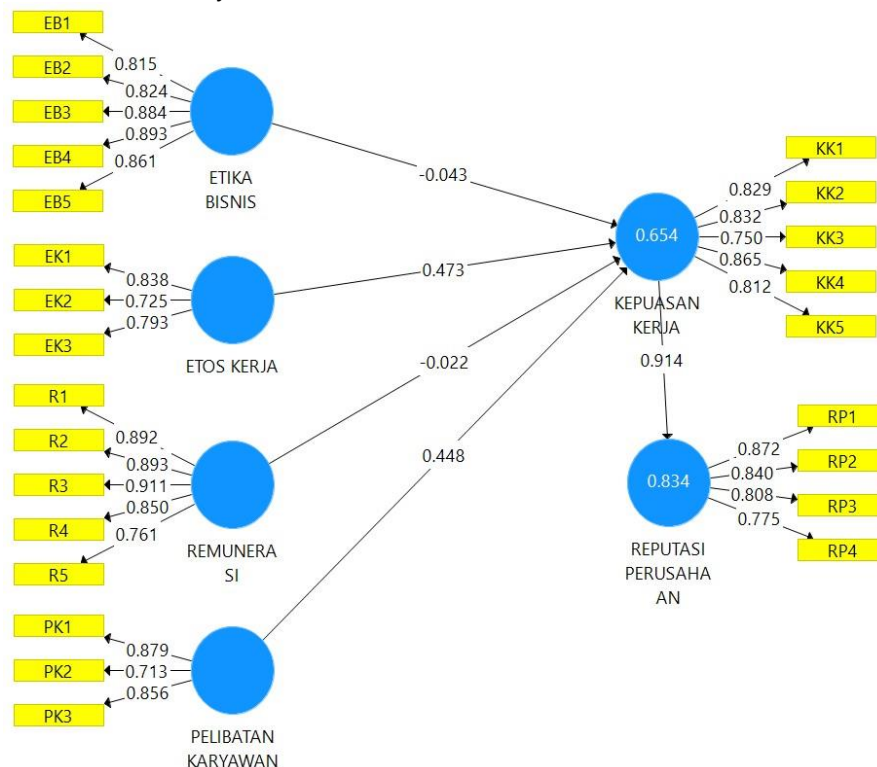 EB1
0.815
EB2
0.824
EB3
0.884
0.893
EB4
0.861
EB5
ETIKA
BISNIS
-0.043
EK1
0.838
EK2
0.725
0.793
EK3
ETOS KERJA
0.473
R1
0.892
R2
0.893
R3
0.911
0.850
R4
0.761
R5
REMUNERA
SI
-0.022
PK1
0.879
PK2
0.713
0.856
PK3
PELIBATAN
KARYAWAN
0.448
0.654
KEPUASAN
KERJA
KK1
0.829
KK2
0.832
0.750
KK3
0.865
KK4
0.812
KK5
0.914
0.834
REPUTASI
PERUSAHA
AN
RP1
0.872
RP2
0.840
0.808
RP3
0.775
RP4